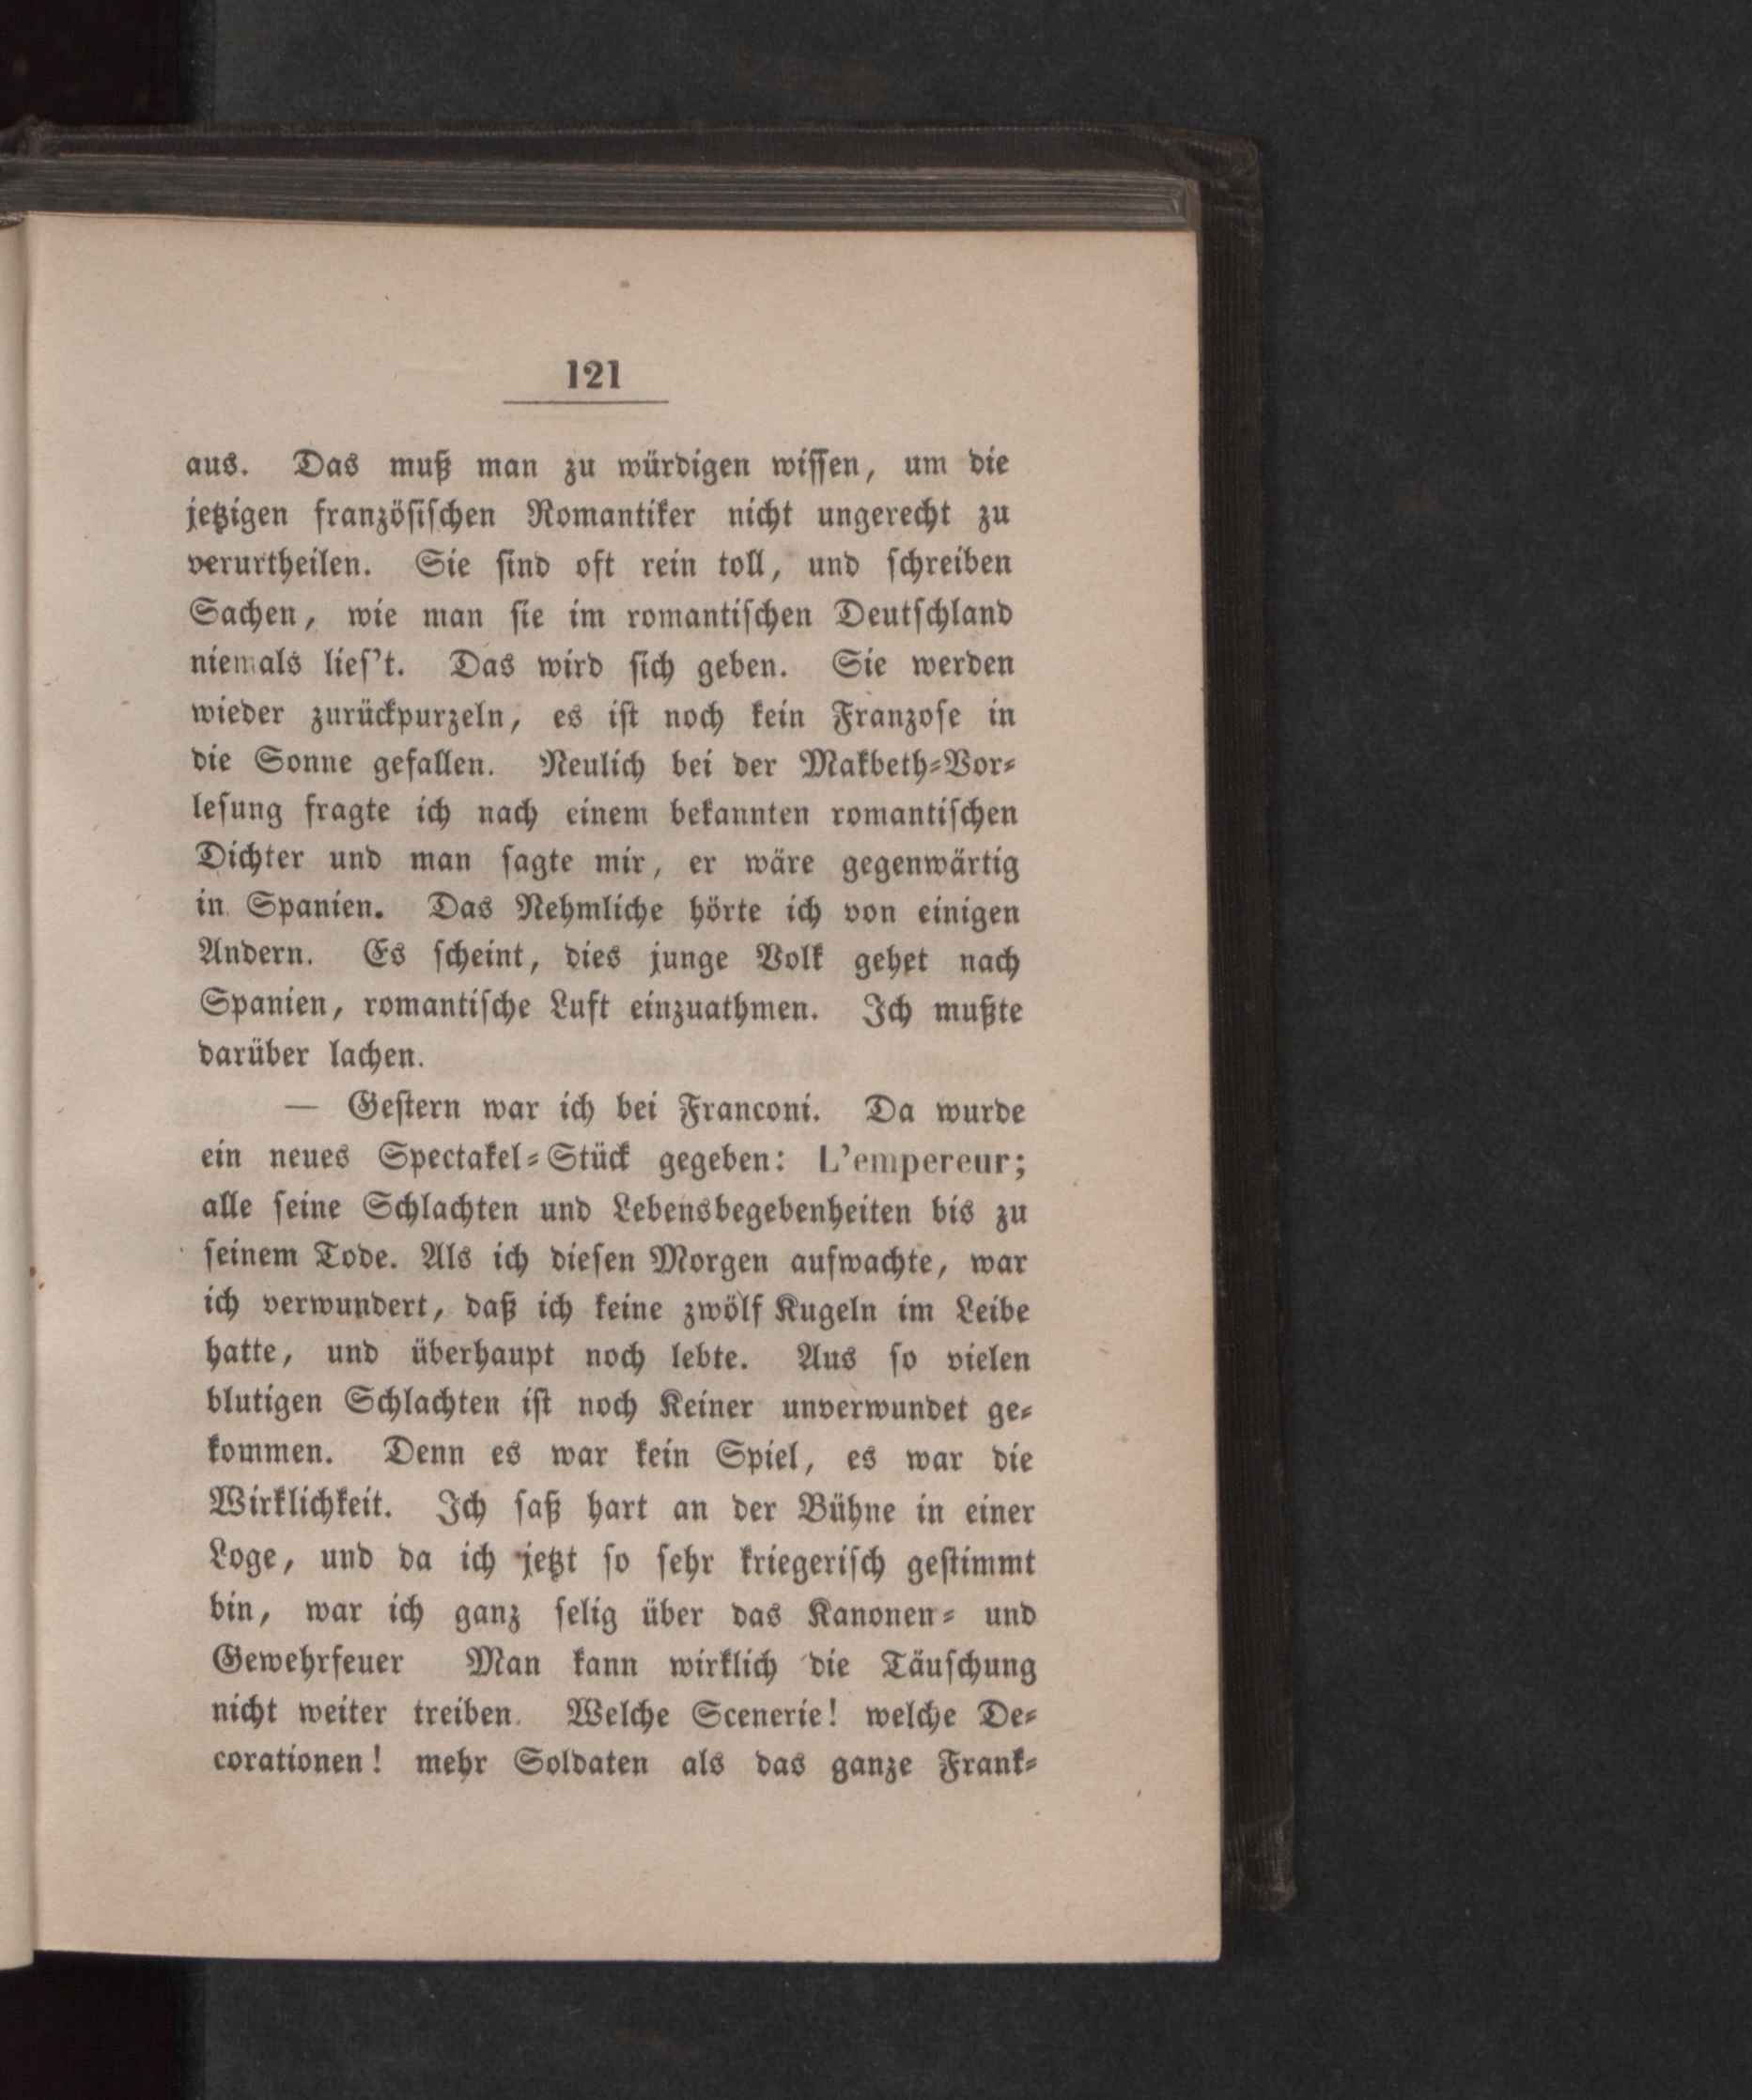 121
aus. Das muß man zu würdigen wissen, um die
jetzigen französischen Romantiker nicht ungerecht zu
verurtheilen. Sie sind oft rein toll, und schreiben
Sachen, wie man sie im romantischen Deutschland
niemals lies't. Das wird sich geben. Sie werden
wieder zurückpurzeln, es ist noch kein Franzose in
die Sonne gefallen. Neulich bei der Makbeth-Vor-
lesung fragte ich nach einem bekannten romantischen
Dichter und man sagte mir, er wäre gegenwärtig
in Spanien. Das Nehmliche hörte ich von einigen
Andern. Es scheint, dies junge Volk gehet nach
Spanien, romantische Luft einzuathmen. Ich mußte
darüber lachen.
— Gestern war ich bei Franconi. Da wurde
ein neues Spectakel-Stück gegeben: L'empereur;
alle seine Schlachten und Lebensbegebenheiten bis zu
seinem Tode. Als ich diesen Morgen aufwachte, war
ich verwundert, daß ich keine zwölf Kugeln im Leibe
hatte, und überhaupt noch lebte. Aus so vielen
blutigen Schlachten ist noch Keiner unverwundet ge-
kommen. Denn es war kein Spiel, es war die
Wirklichkeit. Ich saß hart an der Bühne in einer
Loge, und da ich jetzt so sehr kriegerisch gestimmt
bin, war ich ganz selig über das Kanonen- und
Gewehrfeuer Man kann wirklich die Täuschung
nicht weiter treiben. Welche Scenerie! welche De-
corationen! mehr Soldaten als das ganze Frank-